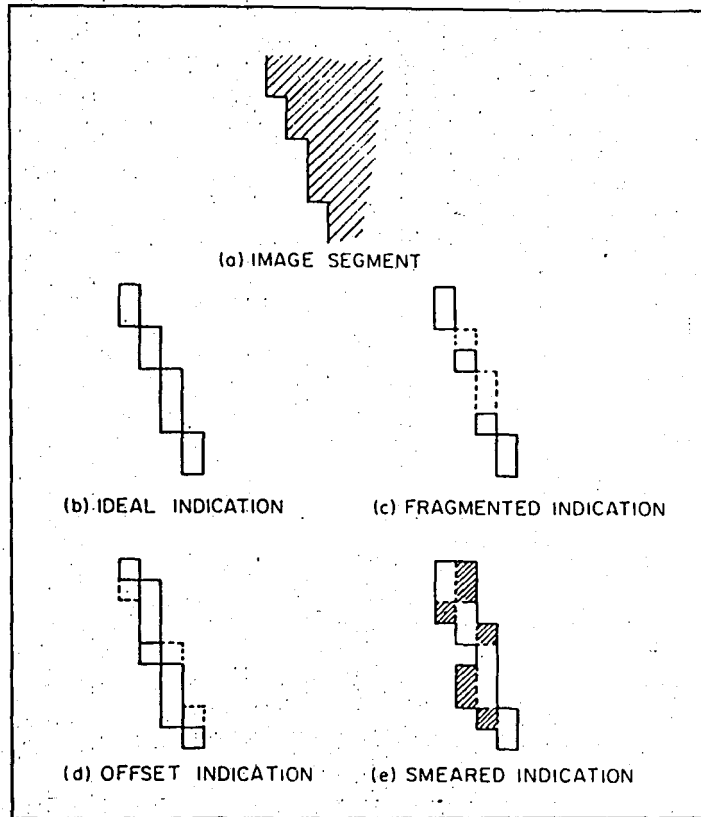 (a) IMAGE SEGMENT
(b) IDEAL INDICATION
(c) FRAGMENTED INDICATION
(d) OFFSET INDICATION
(e) SMEARED INDICATION